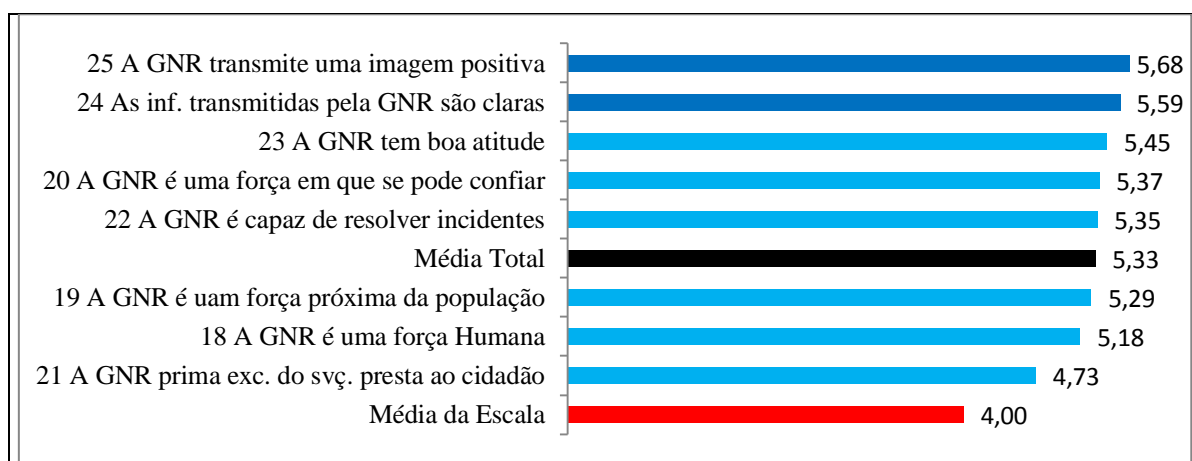 25 A GNR transmite uma imagem positiva 5,68
24 As inf. transmitidas pela GNR são claras 5,59
23 A GNR tem boa atitude 5,45
20 A GNR é uma força em que se pode confiar 5,37
22 A GNR é capaz de resolver incidentes 5,35
Média Total 5,33
19 A GNR é uam força próxima da população 5,29
18 A GNR é uma força Humana 5,18
21 A GNR prima exc. do svç. presta ao cidadão 4,73
Média da Escala 4,00